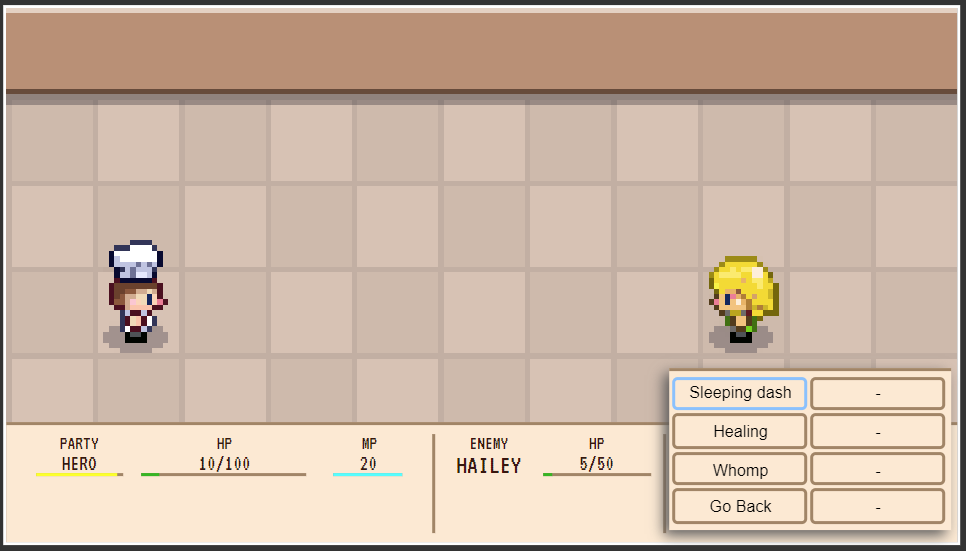 PARTY HP MP ENEMY HP
HERO 10/100 20 HAILEY 5/50
Sleeping dash -
Healing -
Whomp -
Go Back -